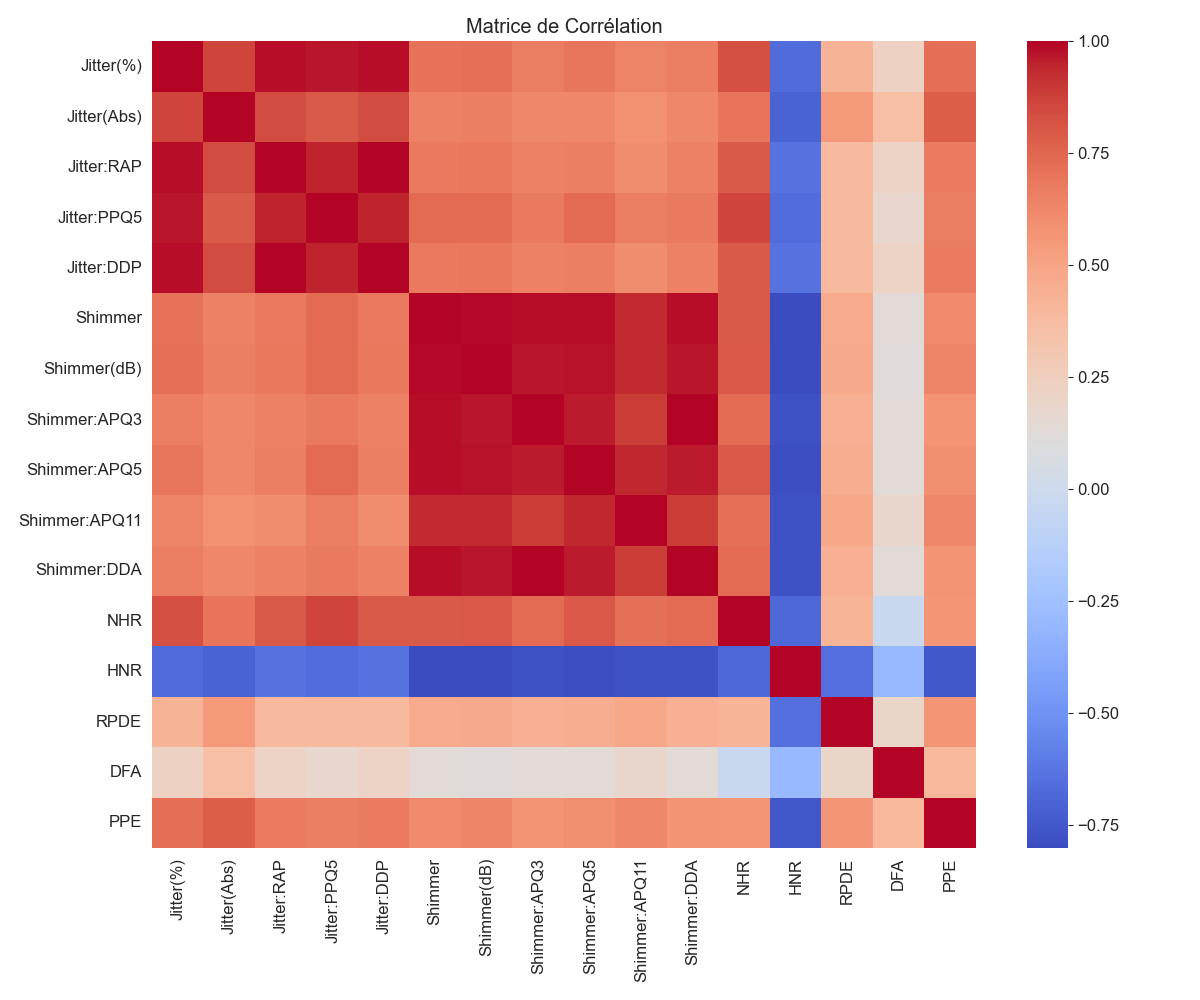 Matrice de Corrélation
Jitter(%)
Jitter(Abs)
Jitter:RAP
Jitter:PPQ5
Jitter:DDP
Shimmer
Shimmer(dB)
Shimmer:APQ3
Shimmer:APQ5
Shimmer:APQ11
Shimmer:DDA
NHR
HNR
RPDE
DFA
PPE
Jitter(%)
Jitter(Abs)
Jitter:RAP
Jitter:PPQ5
Jitter:DDP
Shimmer
Shimmer(dB)
Shimmer:APQ3
Shimmer:APQ5
Shimmer:APQ11
Shimmer:DDA
NHR
HNR
RPDE
DFA
PPE
1.00
0.75
0.50
0.25
0.00
−0.25
−0.50
−0.75